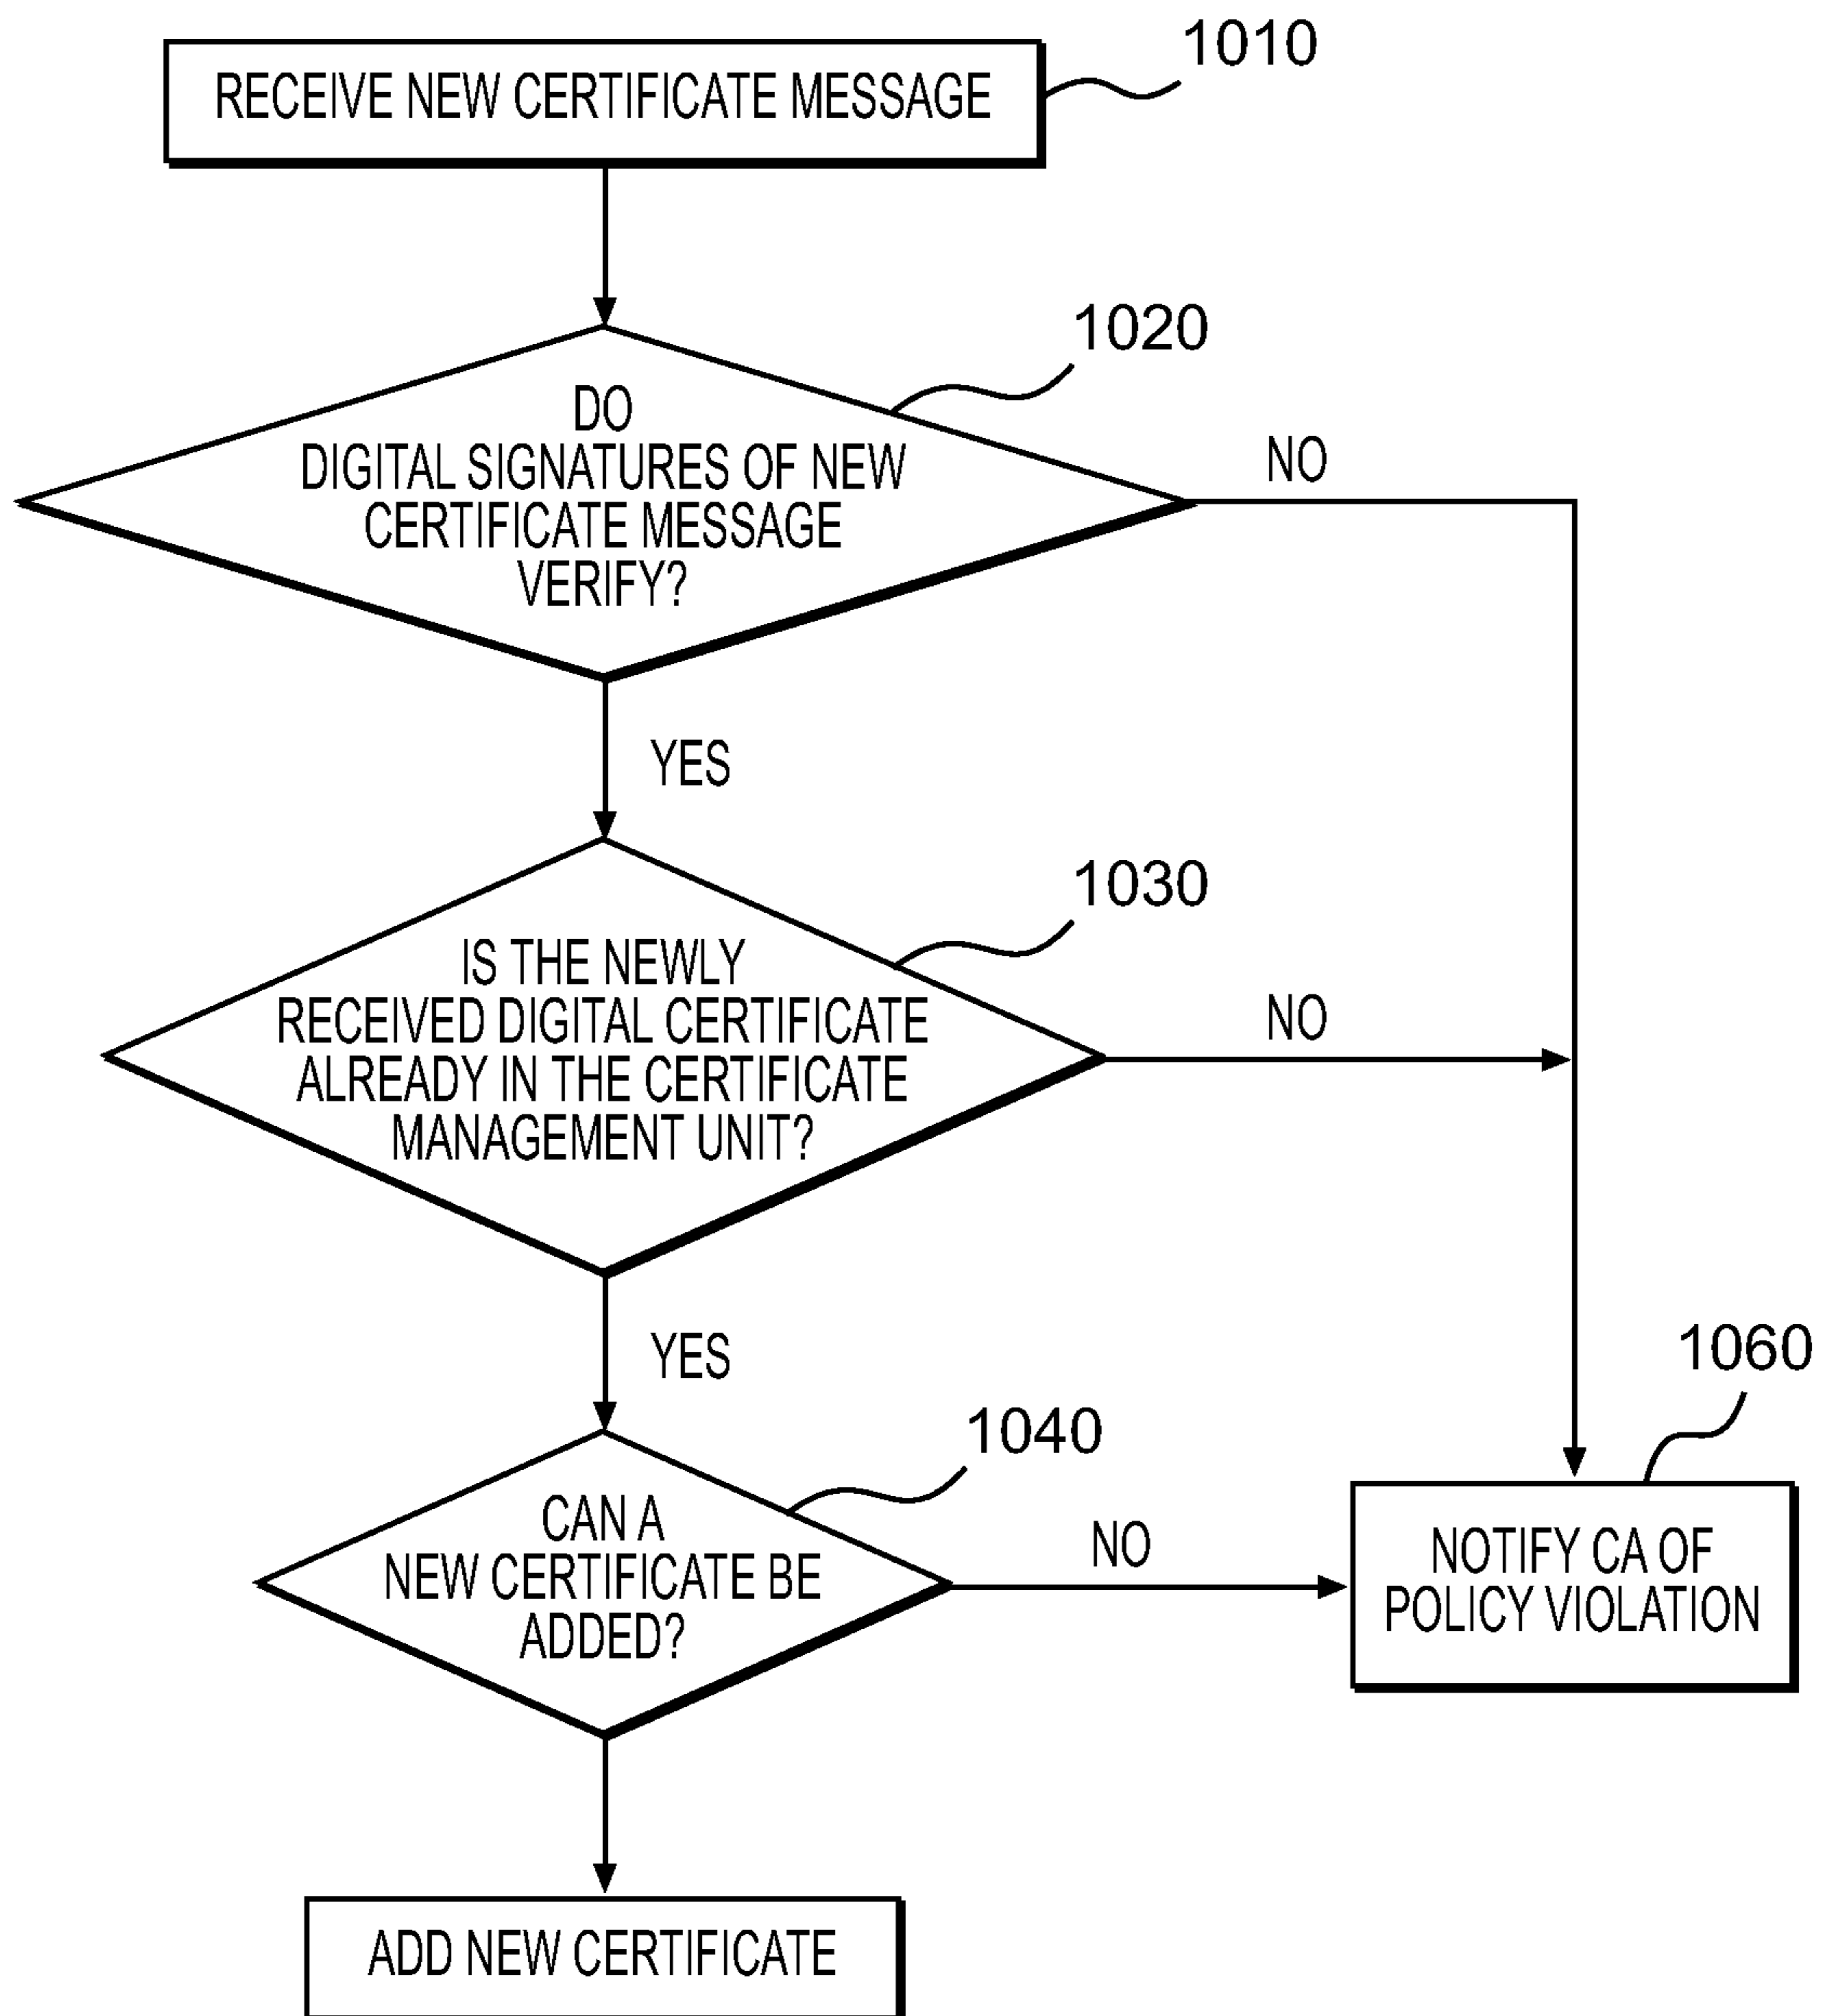 RECEIVE NEW CERTIFICATE MESSAGE
1010
1020
DO
DIGITAL SIGNATURES OF NEW
CERTIFICATE MESSAGE
VERIFY?
NO
YES
1030
IS THE NEWLY
RECEIVED DIGITAL CERTIFICATE
ALREADY IN THE CERTIFICATE
MANAGEMENT UNIT?
NO
YES
1040
CAN A
NEW CERTIFICATE BE
ADDED?
NO
1060
NOTIFY CA OF
POLICY VIOLATION
ADD NEW CERTIFICATE